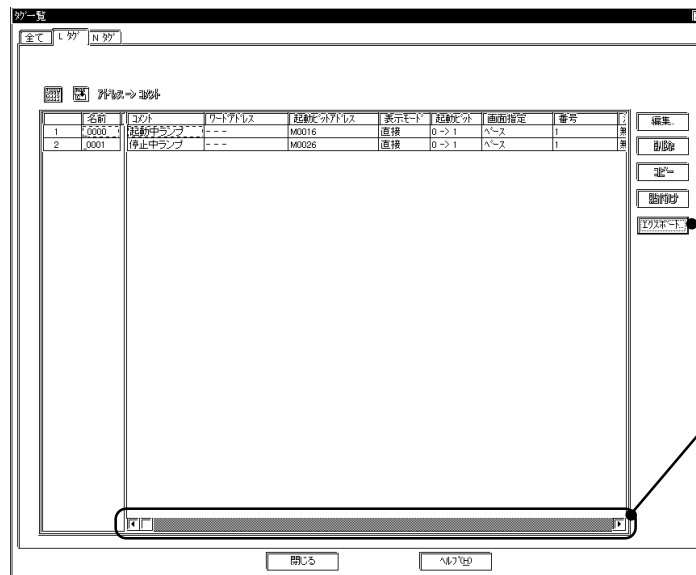 タグ一覧
全て Lタグ Nタグ
アドレス -> コメント
名前 コメント ワードアドレス 起動ビットアドレス 表示モード 起動ビット 画面指定 番号
1 _0000 起動中ランプ --- M0016 直接 0 -> 1 ベース 1 無
2 _0001 停止中ランプ --- M0026 直接 0 -> 1 ベース 1 無
編集...
削除
コピー
貼付け
エクスポート...
閉じる ヘルプ(H)